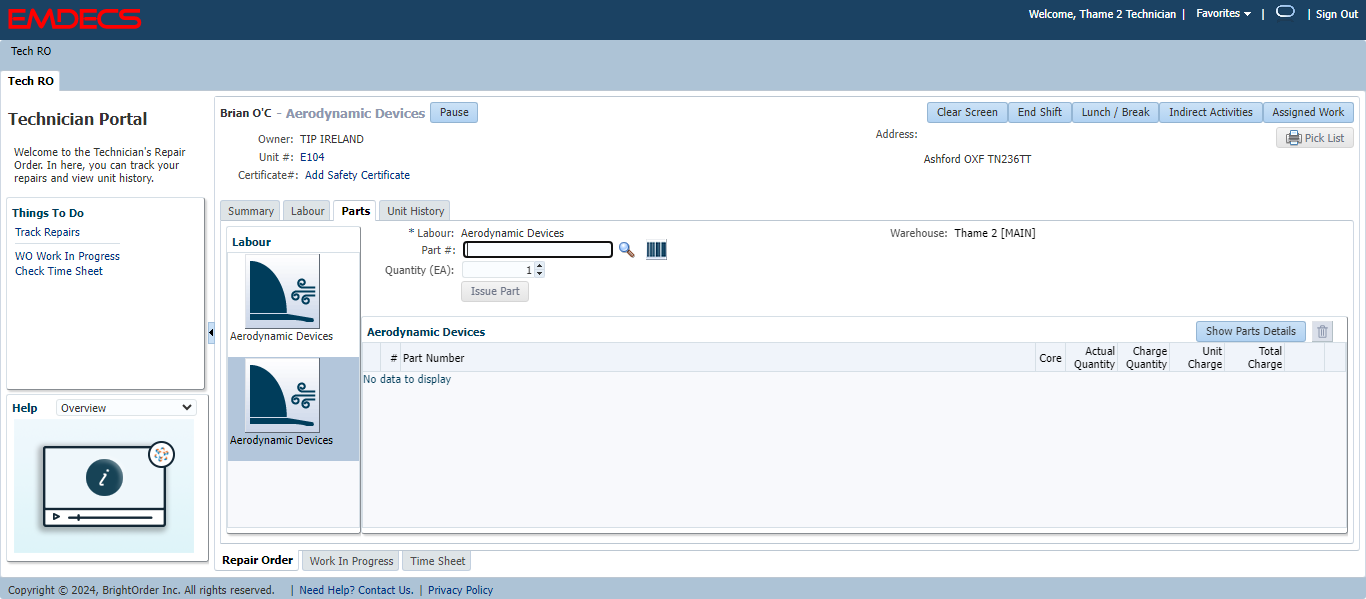 EMDECS
Welcome, Thame 2 Technician | Favorites | | Sign Out
Tech RO
Tech RO
Technician Portal
Welcome to the Technician's Repair
Order. In here, you can track your
repairs and view unit history.
Things To Do
Track Repairs
WO Work In Progress
Check Time Sheet
Help Overview
i
Brian O'C - Aerodynamic Devices Pause
Clear Screen End Shift Lunch / Break Indirect Activities Assigned Work
Owner: TIP IRELAND
Unit #: E104
Certificate#: Add Safety Certificate
Address:
Pick List
Ashford OXF TN236TT
Summary Labour Parts Unit History
Labour
Aerodynamic Devices
Aerodynamic Devices
* Labour: Aerodynamic Devices
Part #:
Quantity (EA): 1
Issue Part
Warehouse: Thame 2 [MAIN]
Aerodynamic Devices Show Parts Details
# Part Number Core Actual Quantity Charge Quantity Unit Charge Total Charge
No data to display
Repair Order Work In Progress Time Sheet
Copyright © 2024, BrightOrder Inc. All rights reserved. | Need Help? Contact Us. | Privacy Policy